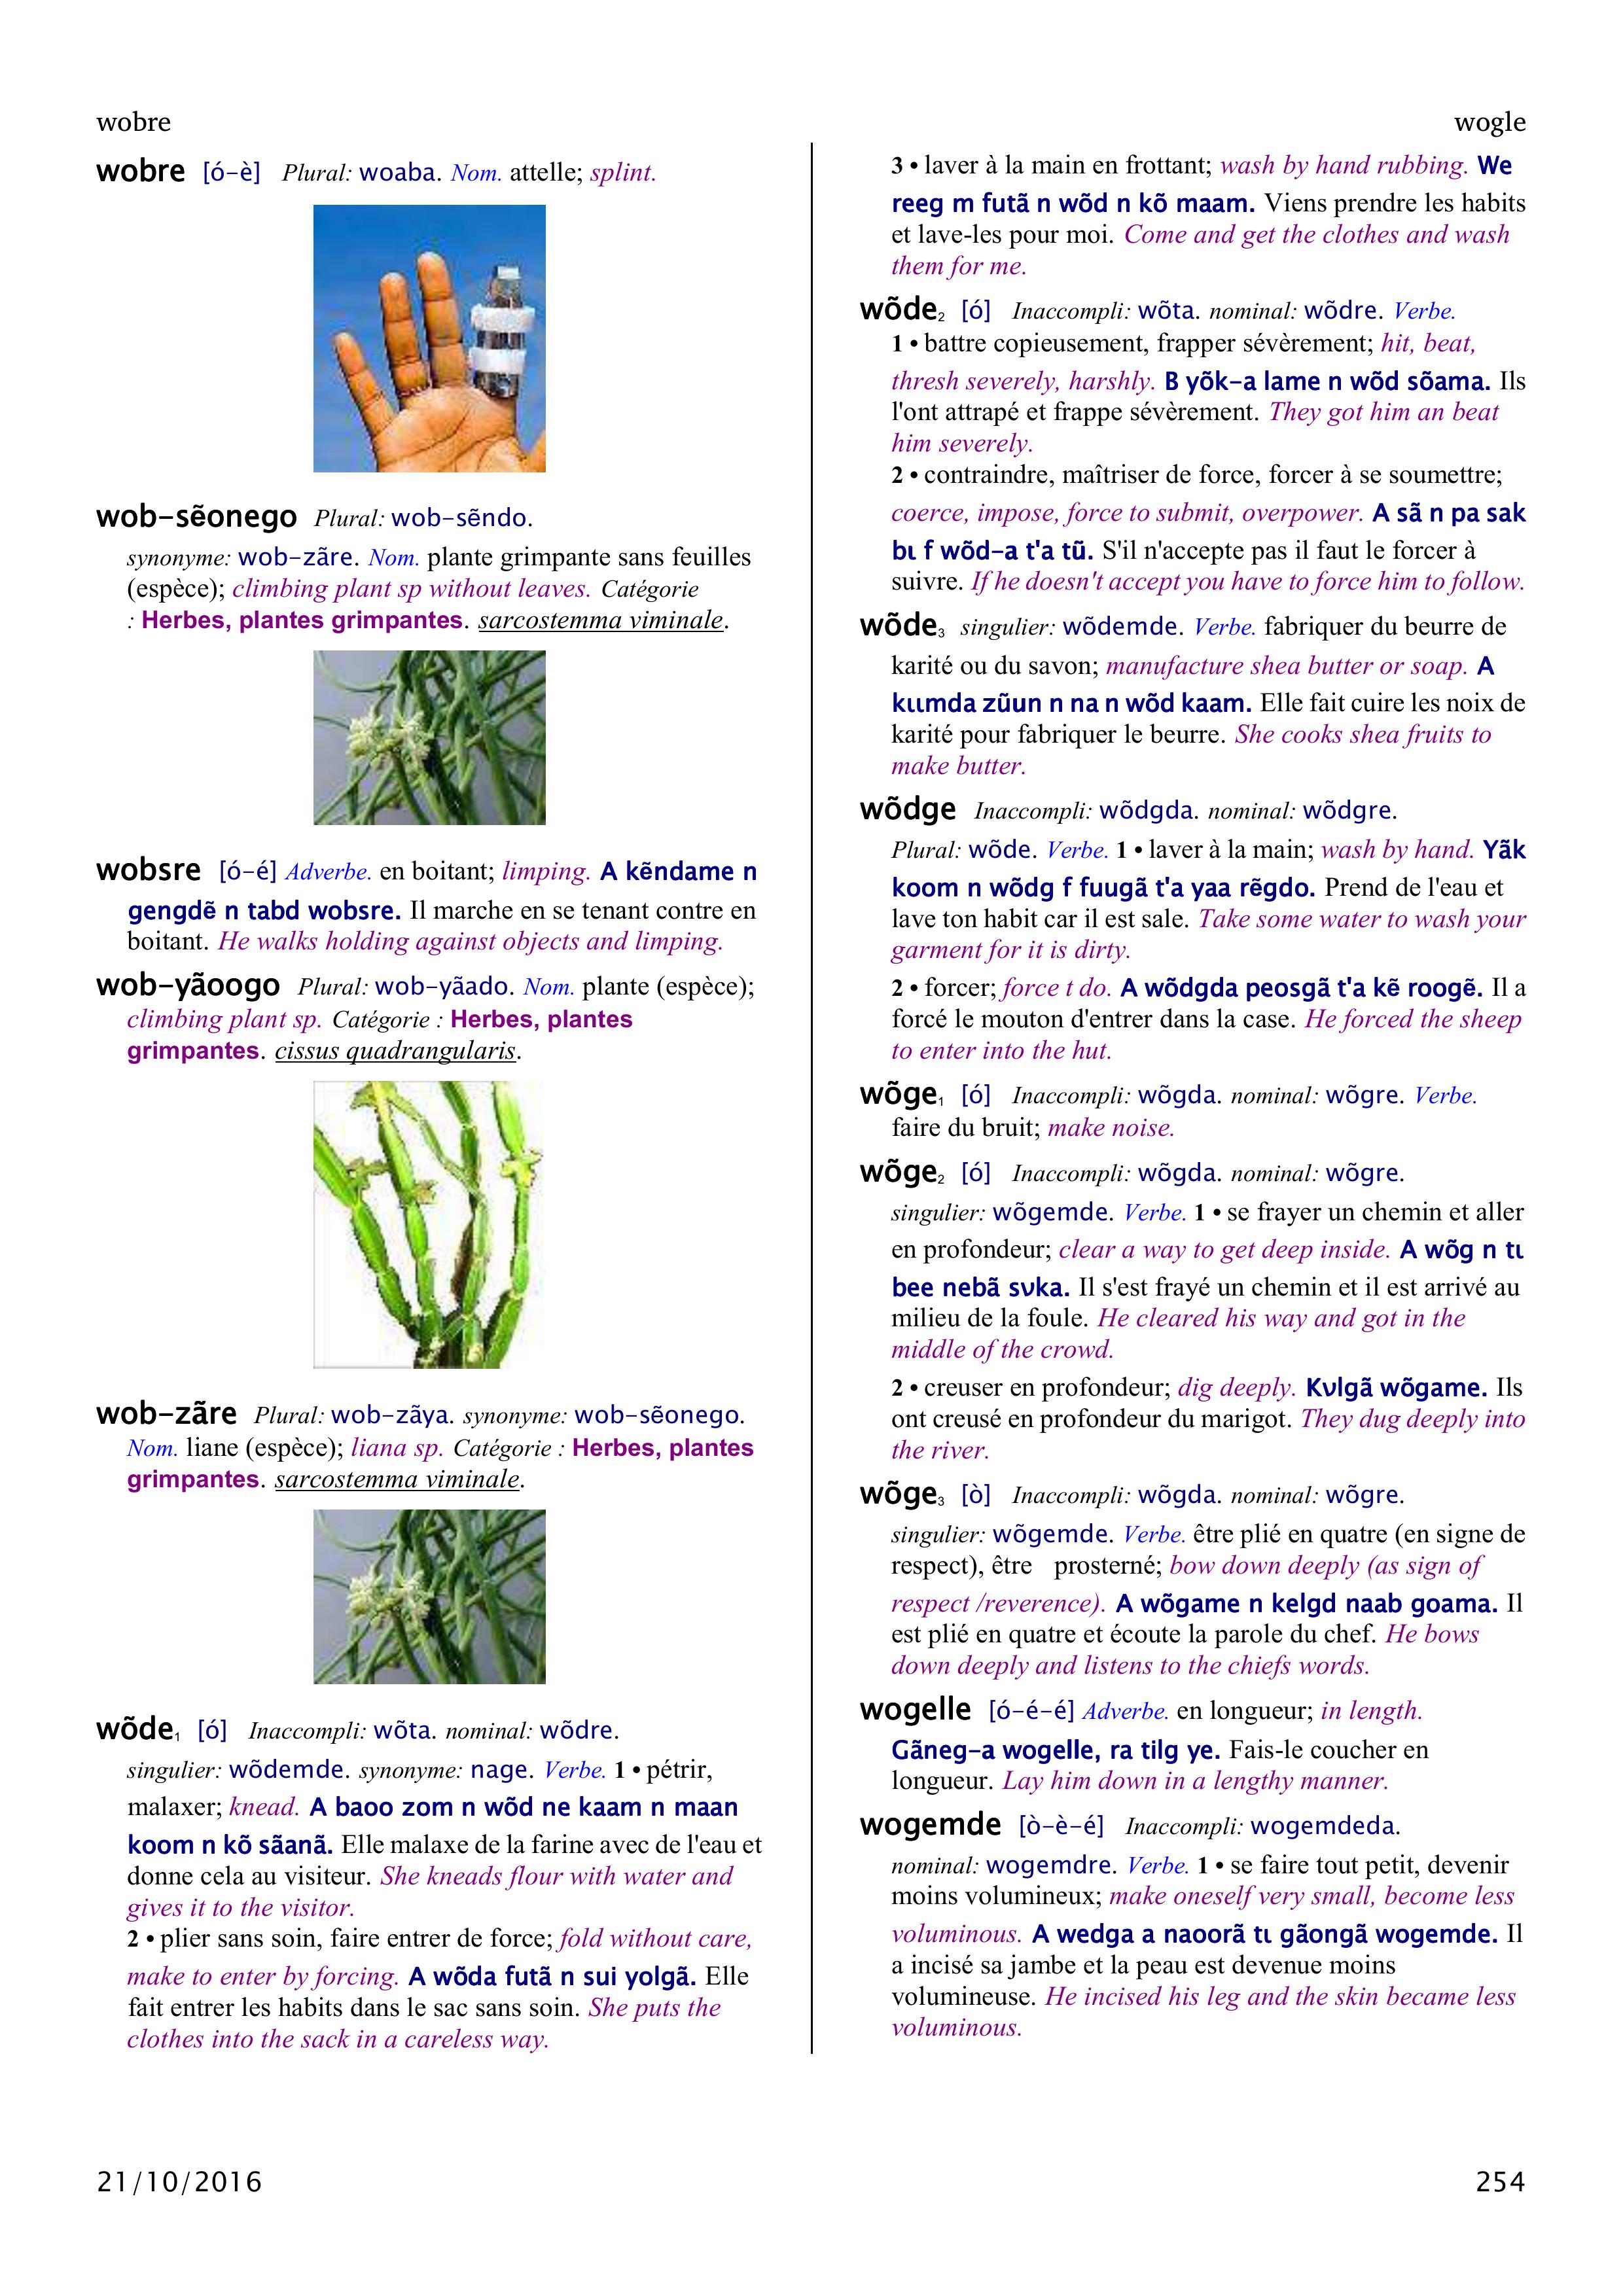 wobre
wogle
wobre [ó-è] Plural: woaba. Nom. attelle; splint.
wob-sẽonego Plural: wob-sẽndo.
synonyme: wob-zãre. Nom. plante grimpante sans feuilles
(espèce); climbing plant sp without leaves. Catégorie
: Herbes, plantes grimpantes. sarcostemma viminale.
wobsre [ó-é] Adverbe. en boitant; limping. A kẽndame n
gengdẽ n tabd wobsre. Il marche en se tenant contre en
boitant. He walks holding against objects and limping.
wob-yãoogo Plural: wob-yãado. Nom. plante (espèce);
climbing plant sp. Catégorie : Herbes, plantes
grimpantes. cissus quadrangularis.
wob-zãre Plural: wob-zãya. synonyme: wob-sẽonego.
Nom. liane (espèce); liana sp. Catégorie : Herbes, plantes
grimpantes. sarcostemma viminale.
wõde₁ [ó] Inaccompli: wõta. nominal: wõdre.
singulier: wõdemde. synonyme: nage. Verbe. 1 • pétrir,
malaxer; knead. A baoo zom n wõd ne kaam n maan
koom n kõ sãanã. Elle malaxe de la farine avec de l'eau et
donne cela au visiteur. She kneads flour with water and
gives it to the visitor.
2 • plier sans soin, faire entrer de force; fold without care,
make to enter by forcing. A wõda futã n sui yolgã. Elle
fait entrer les habits dans le sac sans soin. She puts the
clothes into the sack in a careless way.
3 • laver à la main en frottant; wash by hand rubbing. We
reeg m futã n wõd n kõ maam. Viens prendre les habits
et lave-les pour moi. Come and get the clothes and wash
them for me.
wõde₂ [ó] Inaccompli: wõta. nominal: wõdre. Verbe.
1 • battre copieusement, frapper sévèrement; hit, beat,
thresh severely, harshly. B yõk-a lame n wõd sõama. Ils
l'ont attrapé et frappe sévèrement. They got him an beat
him severely.
2 • contraindre, maîtriser de force, forcer à se soumettre;
coerce, impose, force to submit, overpower. A sã n pa sak
bɩ f wõd-a t'a tũ. S'il n'accepte pas il faut le forcer à
suivre. If he doesn't accept you have to force him to follow.
wõde₃ singulier: wõdemde. Verbe. fabriquer du beurre de
karité ou du savon; manufacture shea butter or soap. A
kɩɩmda zũun n na n wõd kaam. Elle fait cuire les noix de
karité pour fabriquer le beurre. She cooks shea fruits to
make butter.
wõdge Inaccompli: wõdgda. nominal: wõdgre.
Plural: wõde. Verbe. 1 • laver à la main; wash by hand. Yãk
koom n wõdg f fuugã t'a yaa rẽgdo. Prend de l'eau et
lave ton habit car il est sale. Take some water to wash your
garment for it is dirty.
2 • forcer; force t do. A wõdgda peosgã t'a kẽ roogẽ. Il a
forcé le mouton d'entrer dans la case. He forced the sheep
to enter into the hut.
wõge₁ [ó] Inaccompli: wõgda. nominal: wõgre. Verbe.
faire du bruit; make noise.
wõge₂ [ó] Inaccompli: wõgda. nominal: wõgre.
singulier: wõgemde. Verbe. 1 • se frayer un chemin et aller
en profondeur; clear a way to get deep inside. A wõg n tɩ
bee nebã sʋka. Il s'est frayé un chemin et il est arrivé au
milieu de la foule. He cleared his way and got in the
middle of the crowd.
2 • creuser en profondeur; dig deeply. Kʋlgã wõgame. Ils
ont creusé en profondeur du marigot. They dug deeply into
the river.
wõge₃ [ò] Inaccompli: wõgda. nominal: wõgre.
singulier: wõgemde. Verbe. être plié en quatre (en signe de
respect), être prosterné; bow down deeply (as sign of
respect /reverence). A wõgame n kelgd naab goama. Il
est plié en quatre et écoute la parole du chef. He bows
down deeply and listens to the chiefs words.
wogelle [ó-é-é] Adverbe. en longueur; in length.
Gãneg-a wogelle, ra tilg ye. Fais-le coucher en
longueur. Lay him down in a lengthy manner.
wogemde [ò-è-é] Inaccompli: wogemdeda.
nominal: wogemdre. Verbe. 1 • se faire tout petit, devenir
moins volumineux; make oneself very small, become less
voluminous. A wedga a naoorã tɩ gãongã wogemde. Il
a incisé sa jambe et la peau est devenue moins
volumineuse. He incised his leg and the skin became less
voluminous.
21/10/2016
254